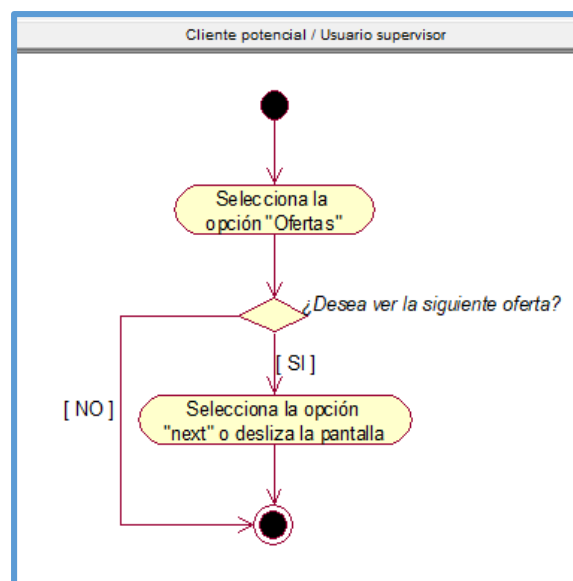 Cliente potencial / Usuario supervisor
Selecciona la
opción "Ofertas"
¿Desea ver la siguiente oferta?
[ SI ]
[ NO ]
Selecciona la opción
"next" o desliza la pantalla